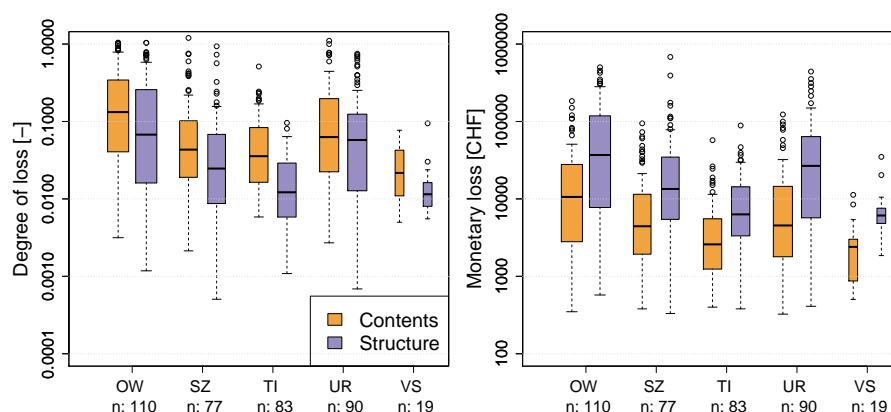 Degree of loss [−]
1.0000
0.1000
0.0100
0.0010
0.0001
Contents
Structure
OW SZ TI UR VS
n: 110 n: 77 n: 83 n: 90 n: 19
Monetary loss [CHF]
1000000
100000
10000
1000
100
OW SZ TI UR VS
n: 110 n: 77 n: 83 n: 90 n: 19